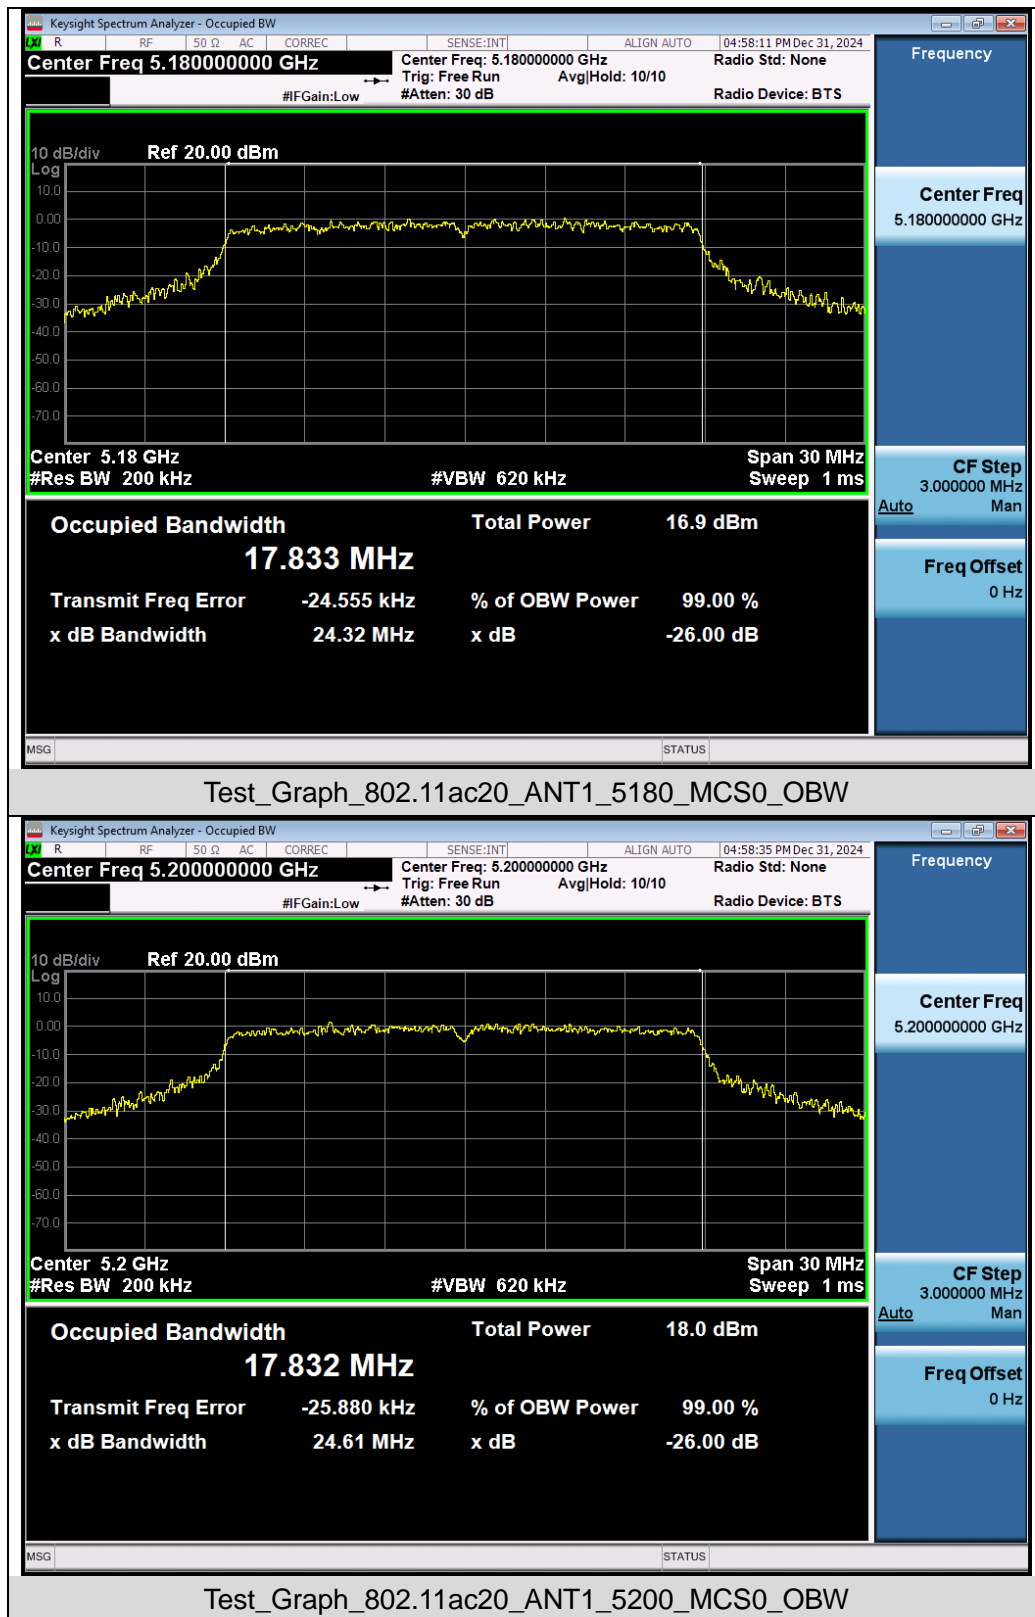 Keysight Spectrum Analyzer - Occupied BW
LXI R RF 50 Ω AC CORREC SENSE:INT ALIGN AUTO 04:58:11 PM Dec 31, 2024
Center Freq 5.180000000 GHz
Center Freq: 5.180000000 GHz Radio Std: None
Trig: Free Run Avg|Hold: 10/10
#IFGain:Low #Atten: 30 dB Radio Device: BTS
Frequency
10 dB/div Ref 20.00 dBm
Log
10.0
0.00
-10.0
-20.0
-30.0
-40.0
-50.0
-60.0
-70.0
Center 5.18 GHz Span 30 MHz
#Res BW 200 kHz #VBW 620 kHz Sweep 1 ms
Center Freq
5.180000000 GHz
CF Step
3.000000 MHz
Auto Man
Freq Offset
0 Hz
Occupied Bandwidth Total Power 16.9 dBm
17.833 MHz
Transmit Freq Error -24.555 kHz % of OBW Power 99.00 %
x dB Bandwidth 24.32 MHz x dB -26.00 dB
MSG STATUS
Test_Graph_802.11ac20_ANT1_5180_MCS0_OBW
Keysight Spectrum Analyzer - Occupied BW
LXI R RF 50 Ω AC CORREC SENSE:INT ALIGN AUTO 04:58:35 PM Dec 31, 2024
Center Freq 5.200000000 GHz
Center Freq: 5.200000000 GHz Radio Std: None
Trig: Free Run Avg|Hold: 10/10
#IFGain:Low #Atten: 30 dB Radio Device: BTS
Frequency
10 dB/div Ref 20.00 dBm
Log
10.0
0.00
-10.0
-20.0
-30.0
-40.0
-50.0
-60.0
-70.0
Center 5.2 GHz Span 30 MHz
#Res BW 200 kHz #VBW 620 kHz Sweep 1 ms
Center Freq
5.200000000 GHz
CF Step
3.000000 MHz
Auto Man
Freq Offset
0 Hz
Occupied Bandwidth Total Power 18.0 dBm
17.832 MHz
Transmit Freq Error -25.880 kHz % of OBW Power 99.00 %
x dB Bandwidth 24.61 MHz x dB -26.00 dB
MSG STATUS
Test_Graph_802.11ac20_ANT1_5200_MCS0_OBW